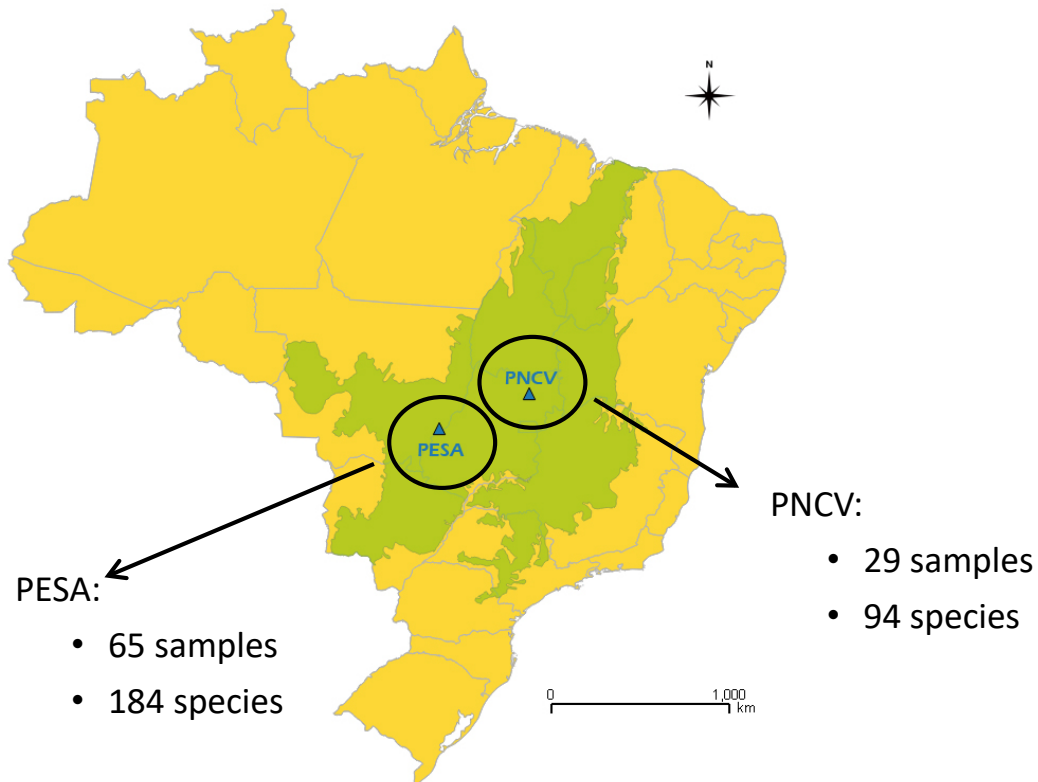 N
PNCV
PESA
PNCV:
• 29 samples
• 94 species
PESA:
• 65 samples
• 184 species
0 1,000
km